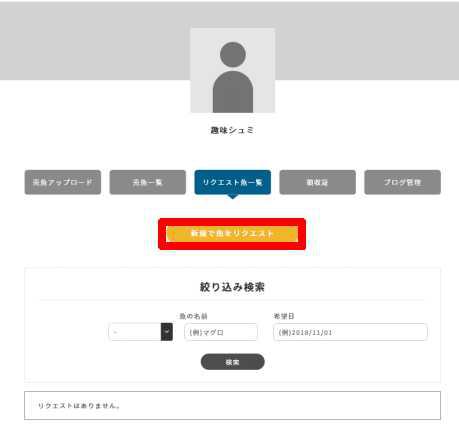 趣味シュミ
売魚アップロード
売魚一覧
リクエスト魚一覧
領収証
ブログ管理
新規で魚をリクエスト
絞り込み検索
魚の名前
希望日
-
(例)マグロ
(例)2018/11/01
検索
リクエストはありません。